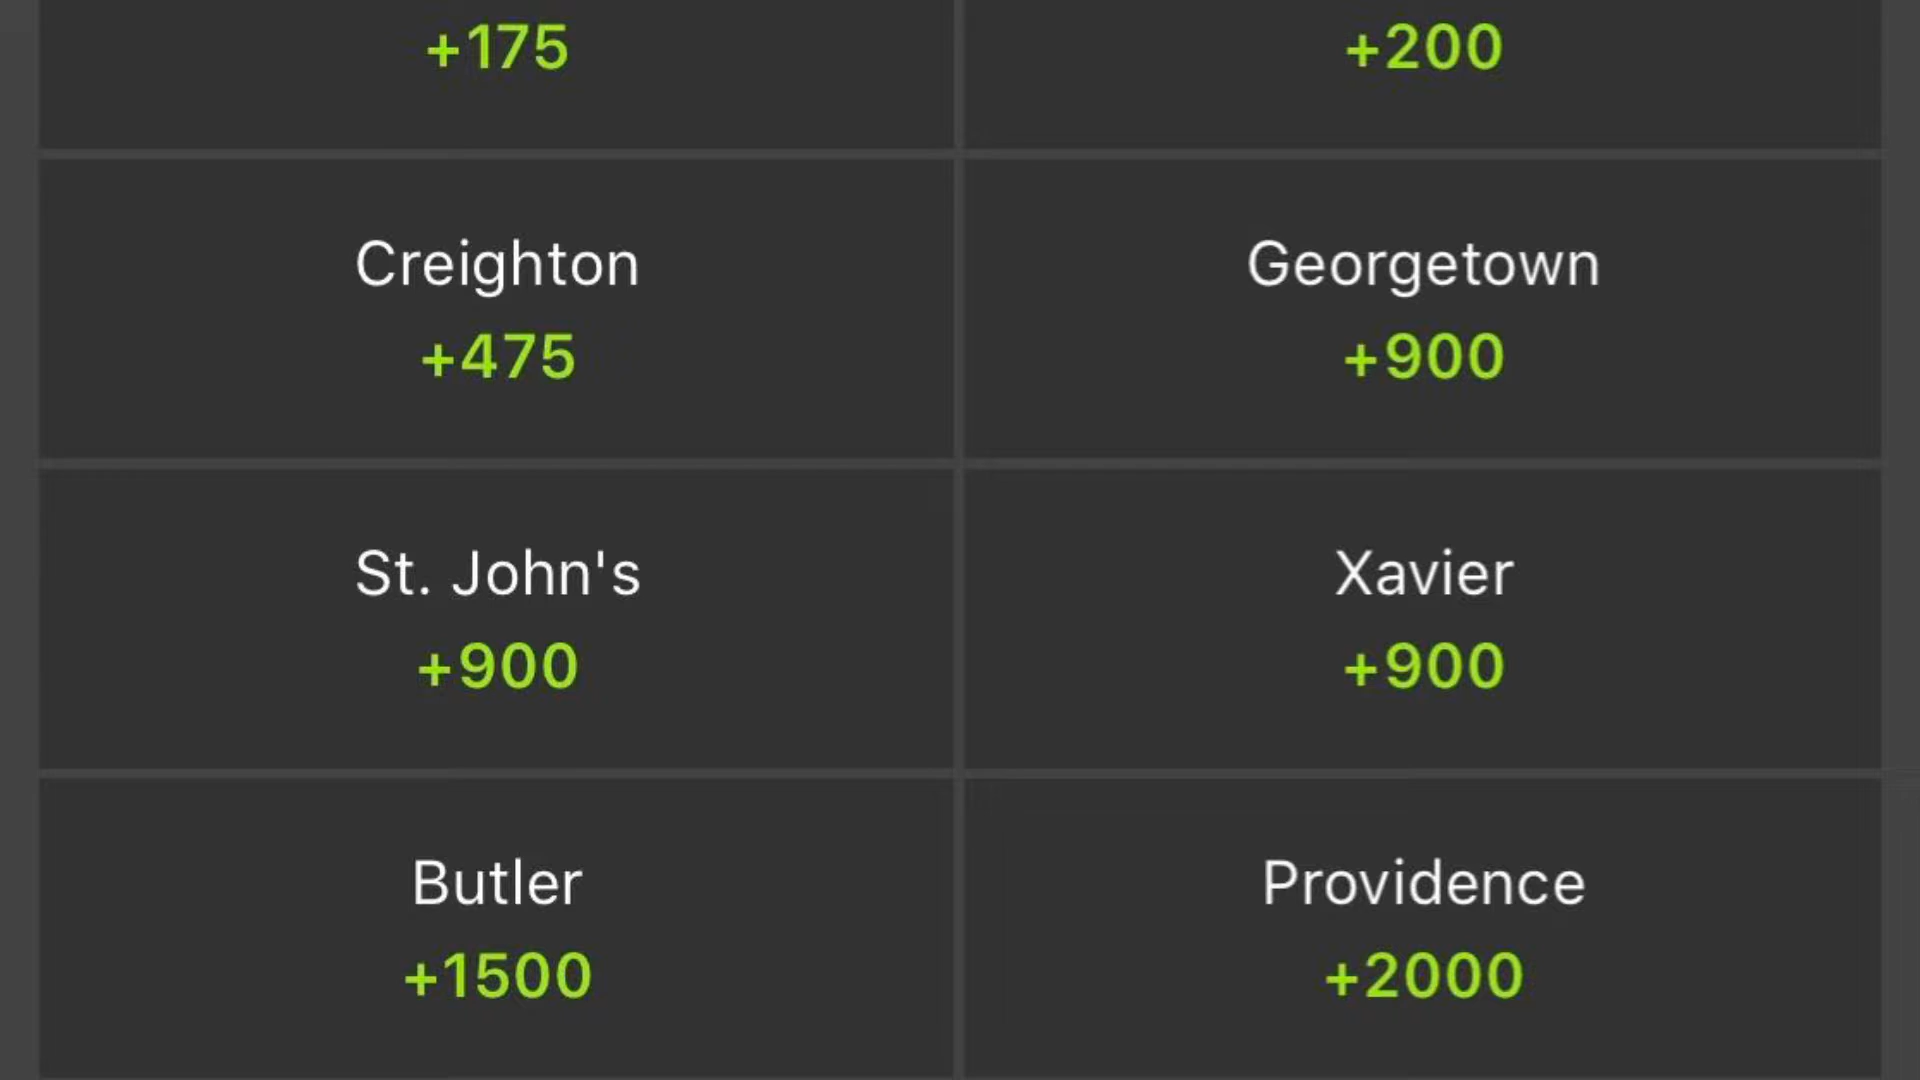 +175
+200
Creighton
Georgetown
+475
+900
St. John's
Xavier
+900
+900
Butler
Providence
+1500
+2000